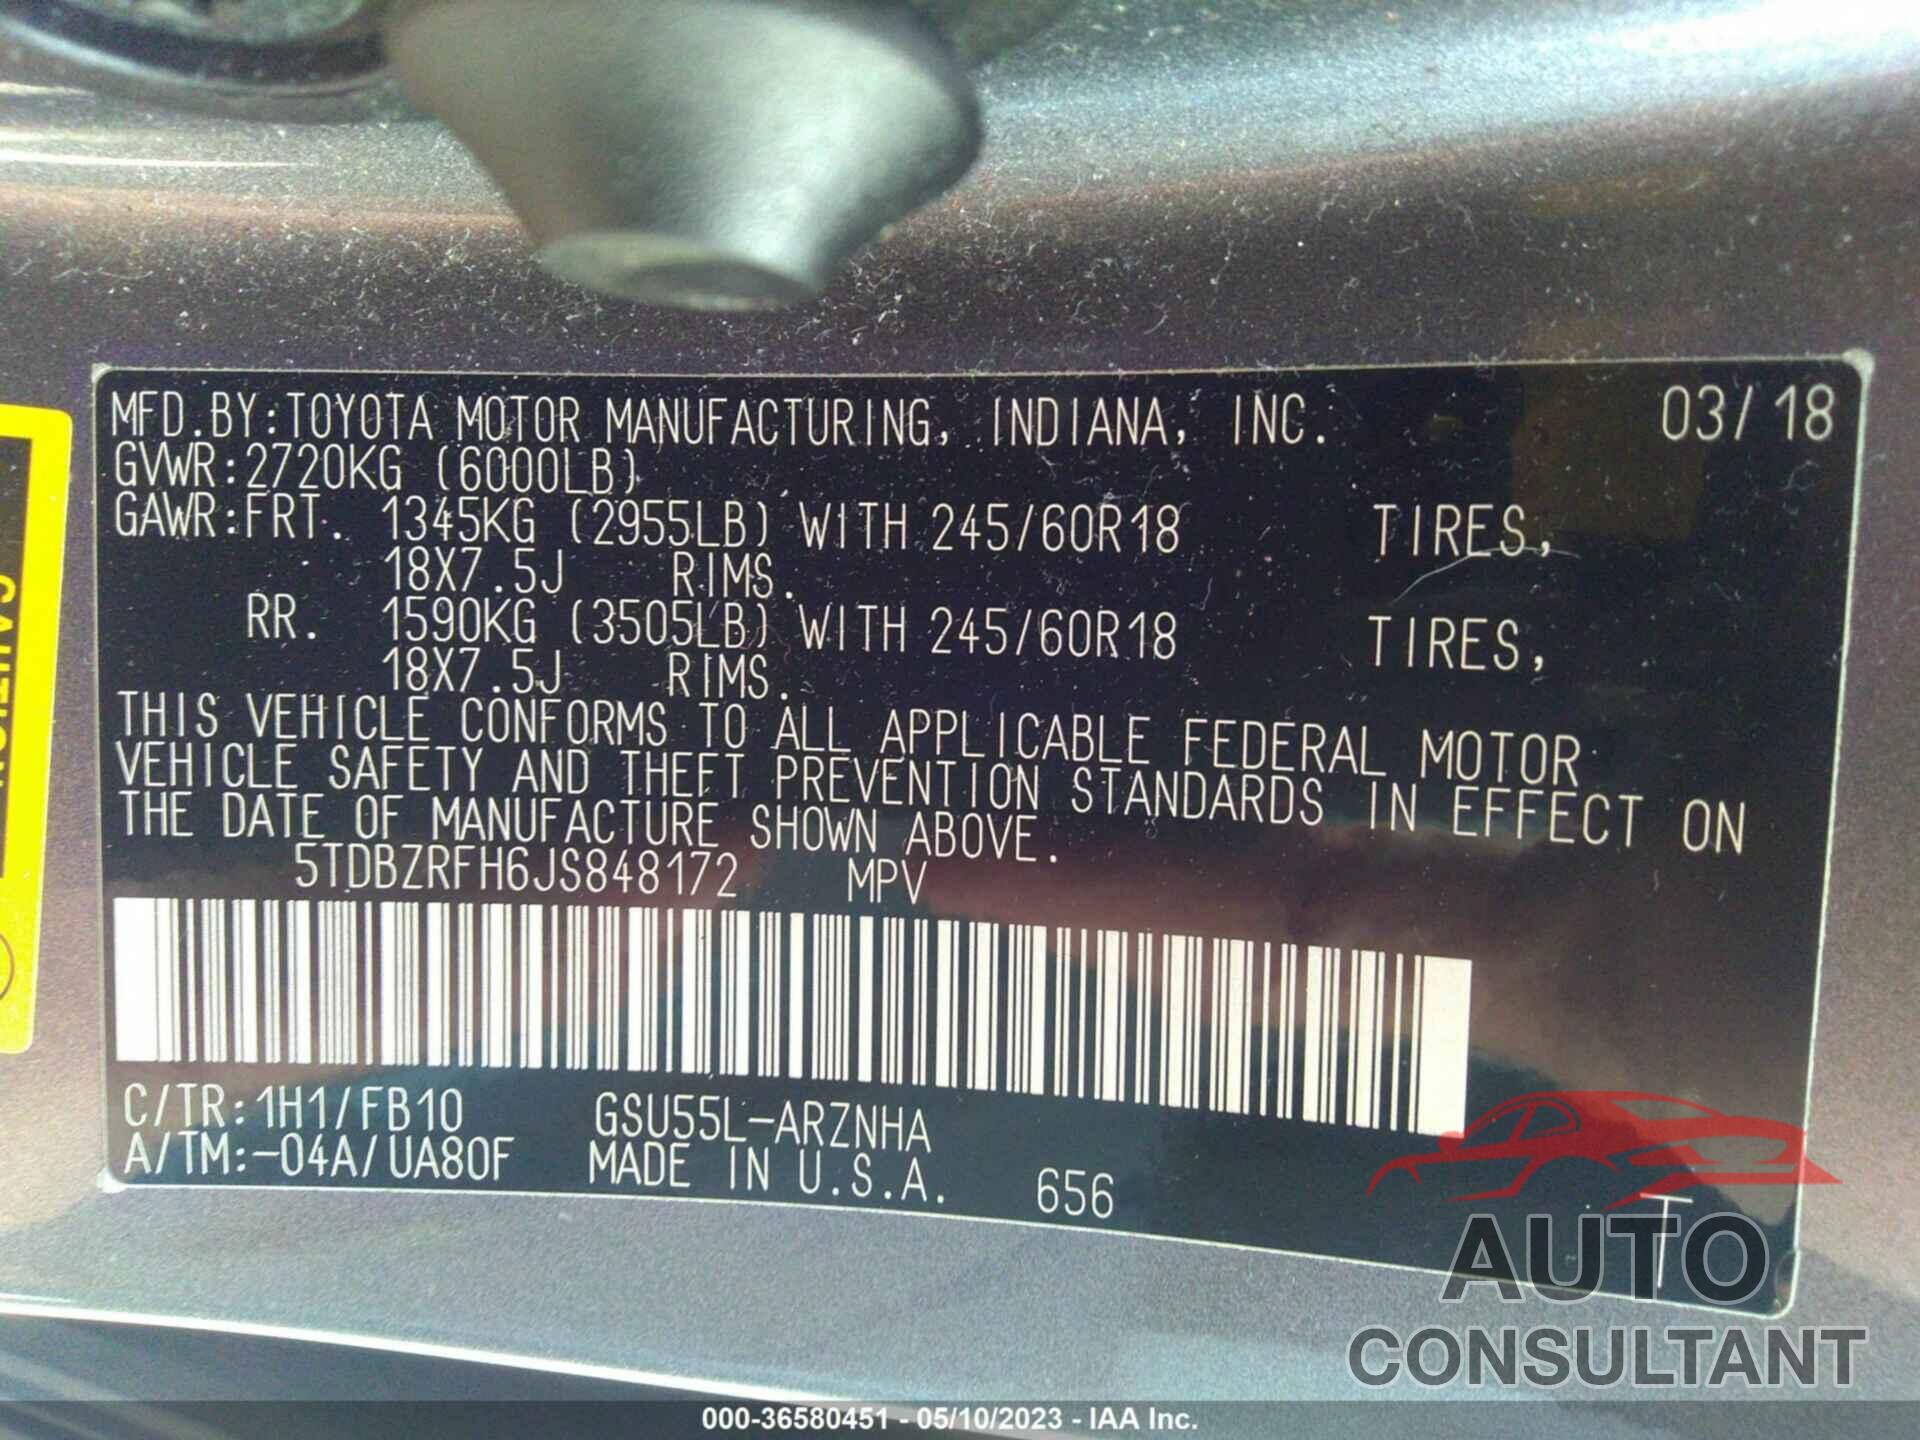 MFD.BY:TOYOTA MOTOR MANUFACTURING, INDIANA, INC. 03/18
GVWR:2720KG (6000LB)
GAWR:FRT. 1345KG (2955LB) WITH 245/60R18 TIRES,
18X7.5J RIMS.
RR. 1590KG (3505LB) WITH 245/60R18 TIRES,
18X7.5J RIMS.
THIS VEHICLE CONFORMS TO ALL APPLICABLE FEDERAL MOTOR
VEHICLE SAFETY AND THEFT PREVENTION STANDARDS IN EFFECT ON
THE DATE OF MANUFACTURE SHOWN ABOVE.
5TDBZRFH6JS848172 MPV
C/TR:1H1/FB10 GSU55L-ARZNHA
A/TM:-04A/UA80F MADE IN U.S.A. 656
T
AUTO
CONSULTANT
000-36580451 - 05/10/2023 - IAA Inc.